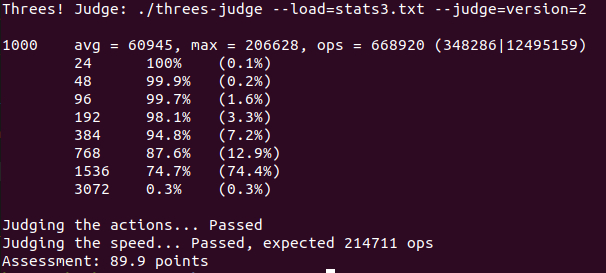 Threes! Judge: ./threes-judge --load=stats3.txt --judge=version=2
1000 avg = 60945, max = 206628, ops = 668920 (348286|12495159)
24 100% (0.1%)
48 99.9% (0.2%)
96 99.7% (1.6%)
192 98.1% (3.3%)
384 94.8% (7.2%)
768 87.6% (12.9%)
1536 74.7% (74.4%)
3072 0.3% (0.3%)
Judging the actions... Passed
Judging the speed... Passed, expected 214711 ops
Assessment: 89.9 points